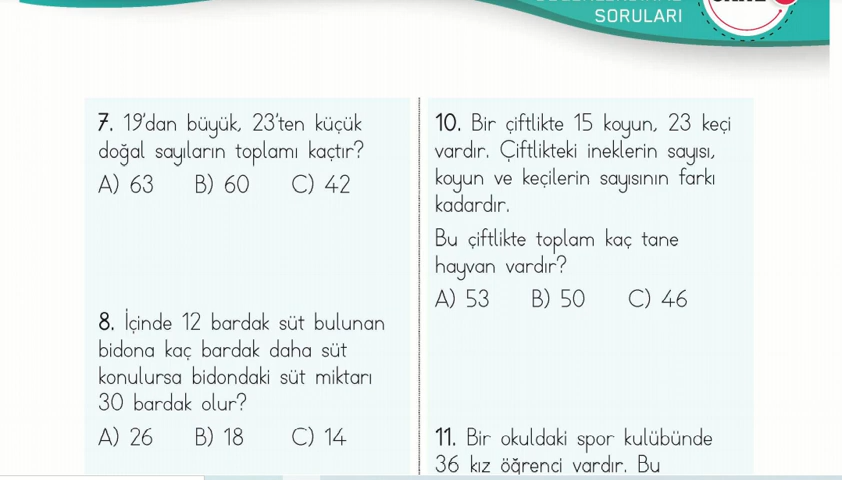 SORULARI
7. 19'dan büyük, 23'ten küçük
doğal sayıların toplamı kaçtır?
A) 63 B) 60 C) 42
8. İçinde 12 bardak süt bulunan
bidona kaç bardak daha süt
konulursa bidondaki süt miktarı
30 bardak olur?
A) 26 B) 18 C) 14
10. Bir çiftlikte 15 koyun, 23 keçi
vardır. Çiftlikteki ineklerin sayısı,
koyun ve keçilerin sayısının farkı
kadardır.
Bu çiftlikte toplam kaç tane
hayvan vardır?
A) 53 B) 50 C) 46
11. Bir okuldaki spor kulübünde
36 kız öğrenci vardır. Bu